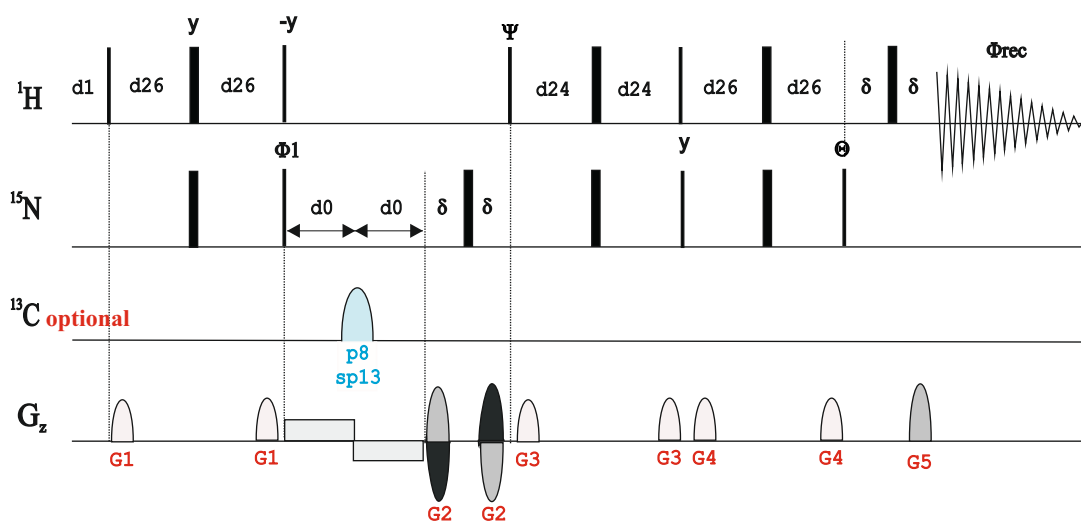 y -y Ψ Φrec
¹H d1 d26 d26 d24 d24 d26 d26 δ δ
Φ1 y Θ
¹⁵N d0 d0 δ δ
¹³C optional
p8
sp13
Gz
G1 G1 G3 G3 G4 G4 G5
G2 G2